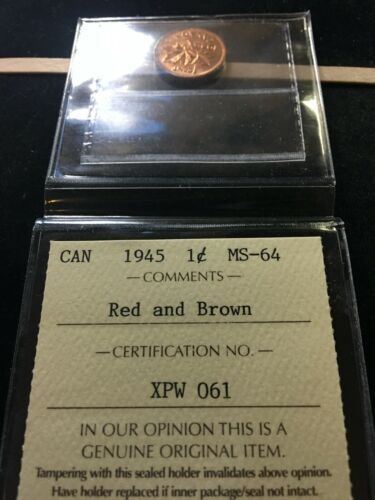 CAN 1945 1¢ MS-64
— COMMENTS —
Red and Brown
— CERTIFICATION NO. —
XPW 061
IN OUR OPINION THIS IS A
GENUINE ORIGINAL ITEM.
Tampering with this sealed holder invalidates above opinion.
Have holder replaced if inner package/seal not intact.